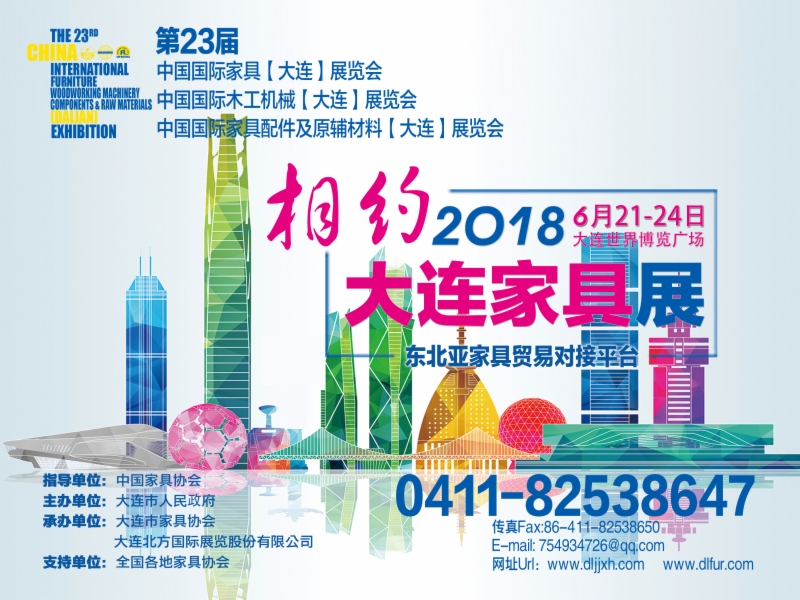 THE 23RD
CHINA
INTERNATIONAL
FURNITURE
WOODWORKING MACHINERY
COMPONENTS & RAW MATERIALS
(DALIAN)
EXHIBITION
第23届
中国国际家具【大连】展览会
中国国际木工机械【大连】展览会
中国国际家具配件及原辅材料【大连】展览会
相约
2018
6月21-24日
大连世界博览广场
大连家具展
东北亚家具贸易对接平台
指导单位：中国家具协会
主办单位：大连市人民政府
承办单位：大连市家具协会
大连北方国际展览股份有限公司
支持单位：全国各地家具协会
0411-82538647
传真Fax:86-411-82538650
E-mail: 754934726@qq.com
网址Url：www.dljjxh.com www.dlfur.com